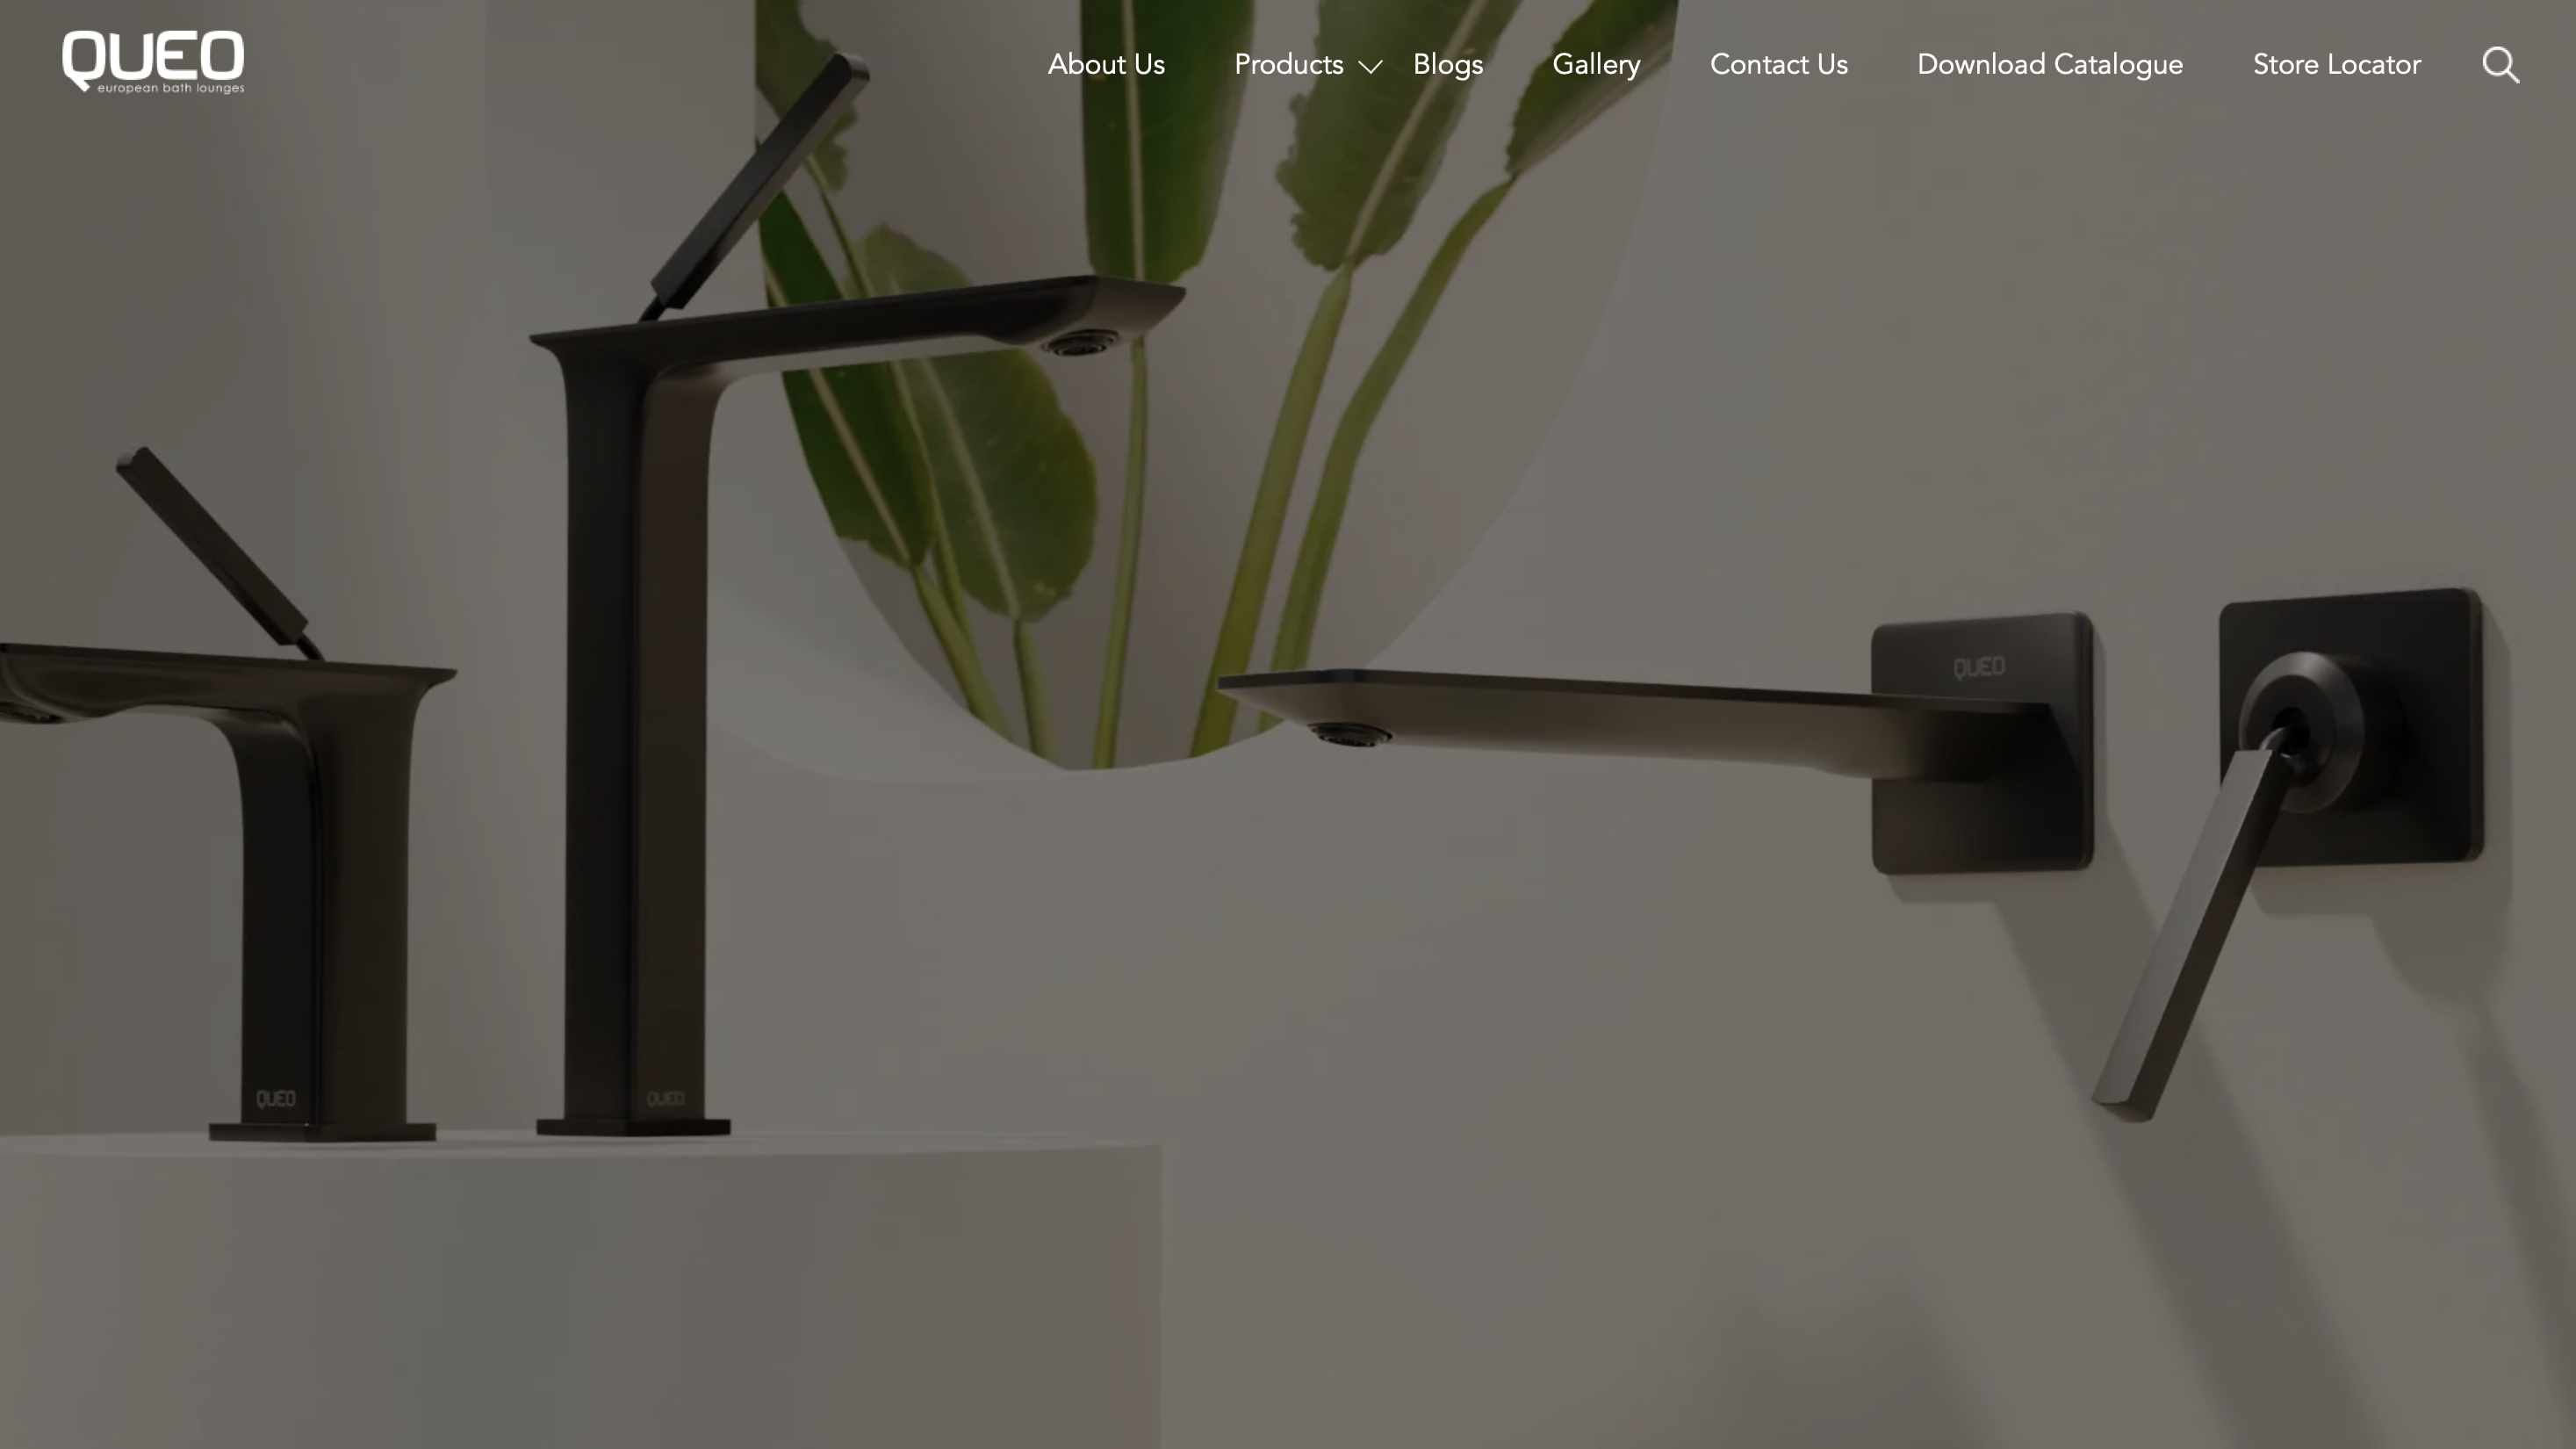 QUEO
european bath lounges
About Us
Products
Blogs
Gallery
Contact Us
Download Catalogue
Store Locator
QUEO
QUEO
QUEO